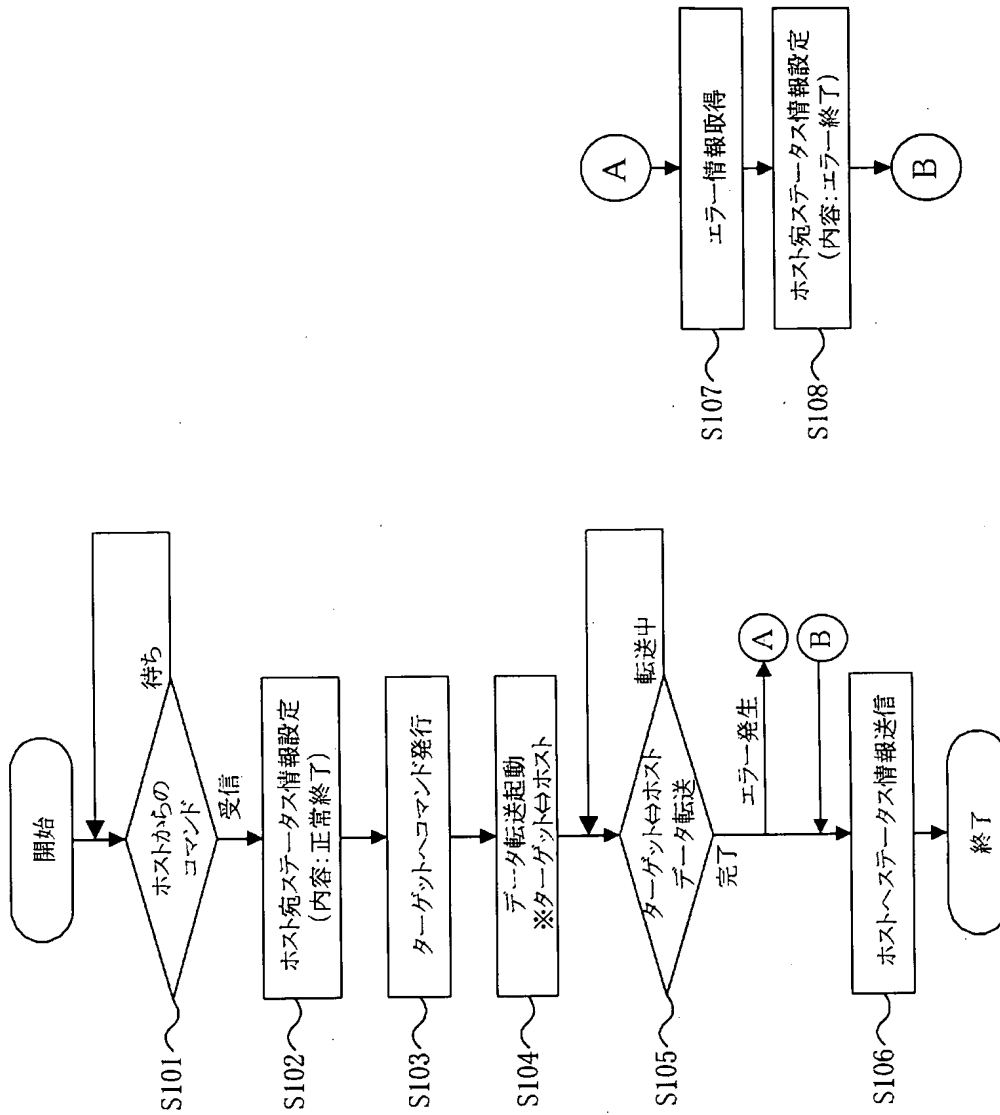 開始
ホストからの
コマンド
待ち
受信
S101
ホスト宛ステータス情報設定
(内容:正常終了)
S102
ターゲットへコマンド発行
S103
データ転送起動
※ターゲット⇔ホスト
S104
ターゲット⇔ホスト
データ転送
転送中
完了
S105
エラー発生
A
B
ホストへステータス情報送信
S106
終了
A
エラー情報取得
S107
ホスト宛ステータス情報設定
(内容:エラー終了)
S108
B